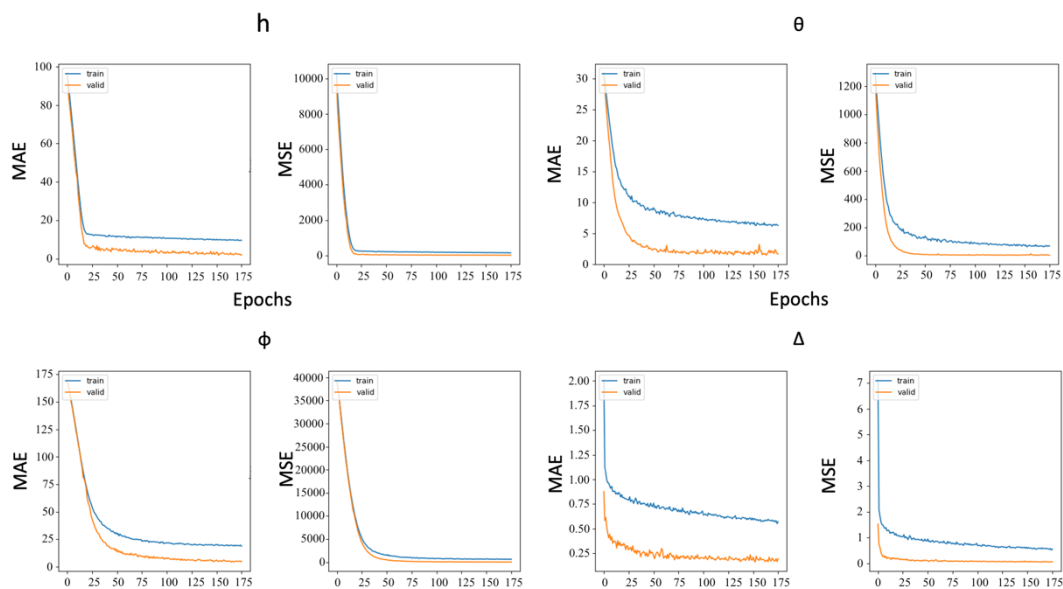 h
θ
MAE
100
80
60
40
20
0
train
valid
0 25 50 75 100 125 150 175
MSE
10000
8000
6000
4000
2000
0
train
valid
0 25 50 75 100 125 150 175
Epochs
MAE
30
25
20
15
10
5
0
train
valid
0 25 50 75 100 125 150 175
MSE
1200
1000
800
600
400
200
0
train
valid
0 25 50 75 100 125 150 175
Epochs
ϕ
Δ
MAE
175
150
125
100
75
50
25
0
train
valid
0 25 50 75 100 125 150 175
MSE
40000
35000
30000
25000
20000
15000
10000
5000
0
train
valid
0 25 50 75 100 125 150 175
MAE
2.00
1.75
1.50
1.25
1.00
0.75
0.50
0.25
train
valid
0 25 50 75 100 125 150 175
MSE
7
6
5
4
3
2
1
0
train
valid
0 25 50 75 100 125 150 175